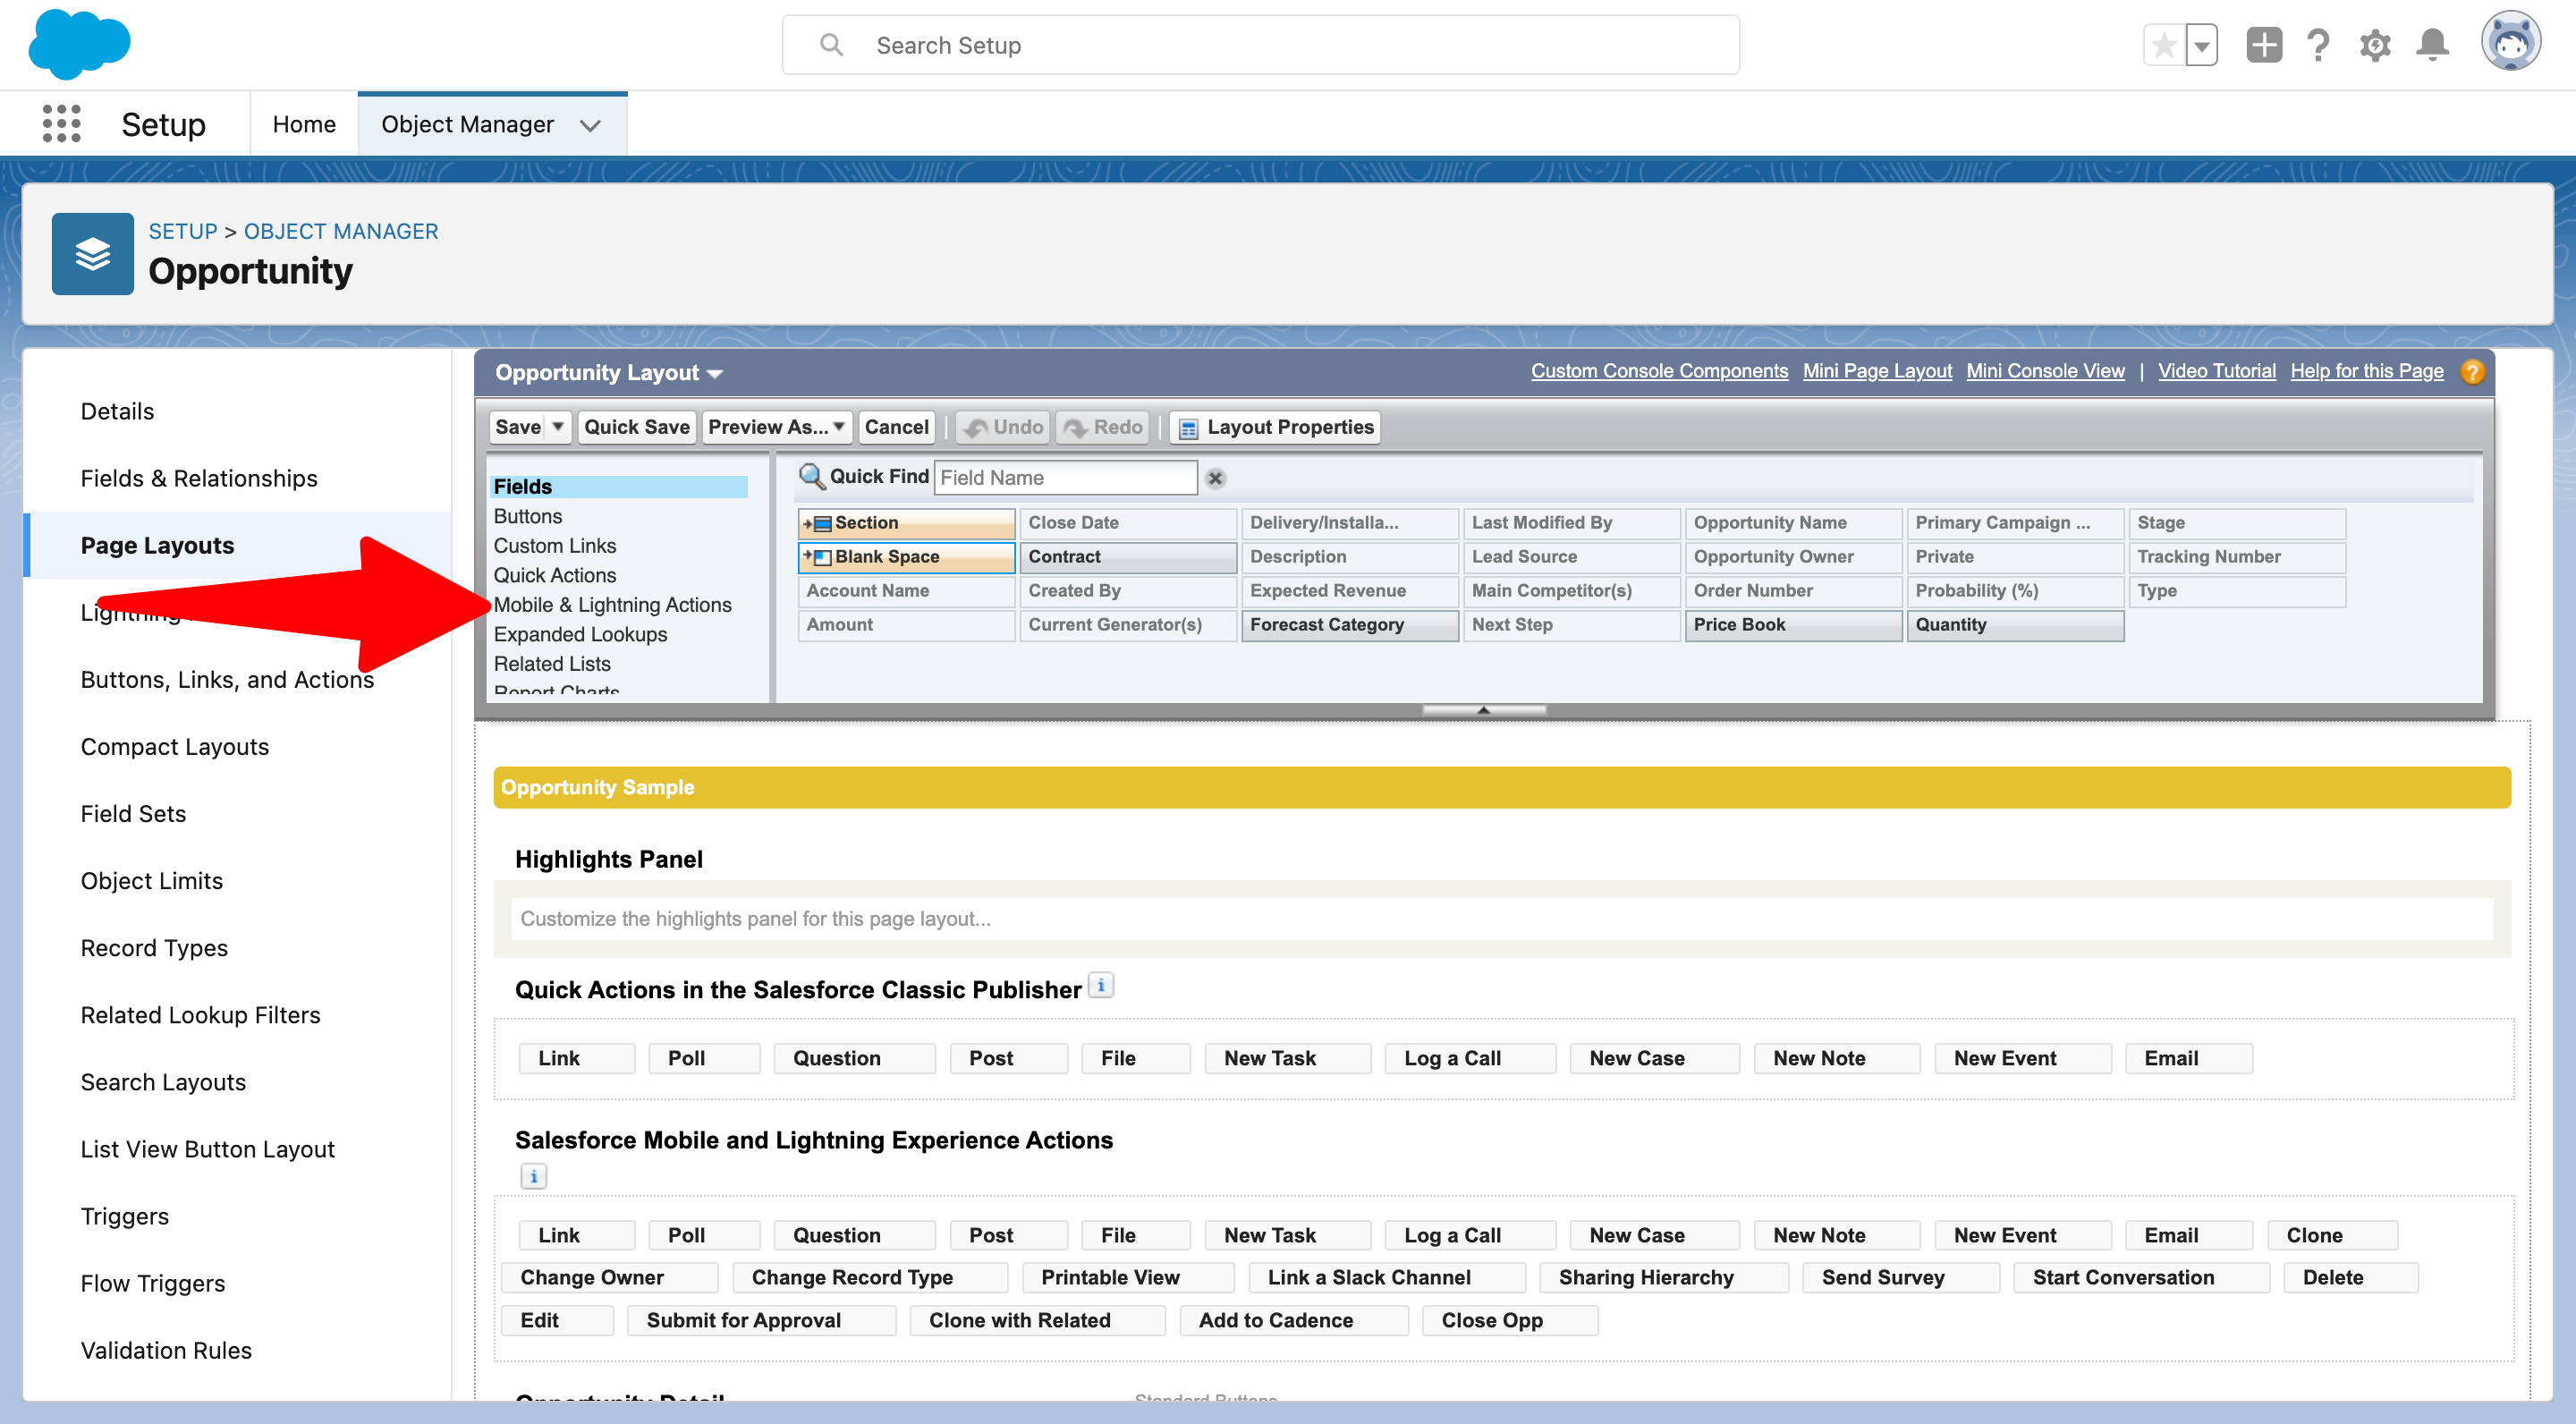 Search Setup
Setup
Home
Object Manager
SETUP > OBJECT MANAGER
Opportunity
Details
Fields & Relationships
Page Layouts
Buttons, Links, and Actions
Compact Layouts
Field Sets
Object Limits
Record Types
Related Lookup Filters
Search Layouts
List View Button Layout
Triggers
Flow Triggers
Validation Rules
Opportunity Layout
Custom Console Components Mini Page Layout Mini Console View | Video Tutorial Help for this Page ?
Save Quick Save Preview As... Cancel Undo Redo Layout Properties
Fields
Buttons
Custom Links
Quick Actions
Mobile & Lightning Actions
Expanded Lookups
Related Lists
Report Charts
Quick Find Field Name
Section Close Date Delivery/Installa... Last Modified By Opportunity Name Primary Campaign ... Stage
Blank Space Contract Description Lead Source Opportunity Owner Private Tracking Number
Account Name Created By Expected Revenue Main Competitor(s) Order Number Probability (%) Type
Amount Current Generator(s) Forecast Category Next Step Price Book Quantity
Opportunity Sample
Highlights Panel
Customize the highlights panel for this page layout...
Quick Actions in the Salesforce Classic Publisher i
Link Poll Question Post File New Task Log a Call New Case New Note New Event Email
Salesforce Mobile and Lightning Experience Actions
i
Link Poll Question Post File New Task Log a Call New Case New Note New Event Email Clone
Change Owner Change Record Type Printable View Link a Slack Channel Sharing Hierarchy Send Survey Start Conversation Delete
Edit Submit for Approval Clone with Related Add to Cadence Close Opp
Opportunity Detail Standard Buttons